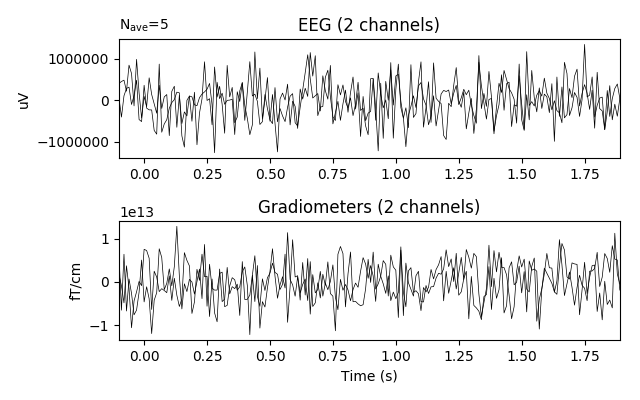 N_ave=5
EEG (2 channels)
uV
1000000
0
−1000000
0.00 0.25 0.50 0.75 1.00 1.25 1.50 1.75
1e13
Gradiometers (2 channels)
fT/cm
1
0
−1
0.00 0.25 0.50 0.75 1.00 1.25 1.50 1.75
Time (s)